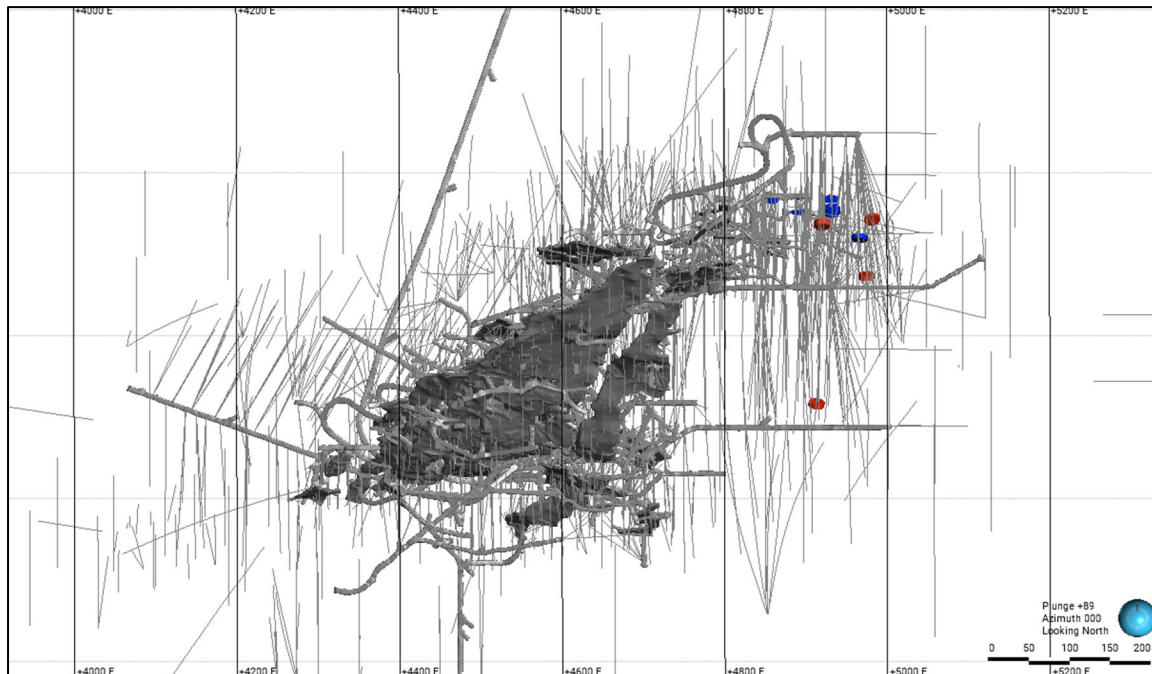 +4000 E +4200 E +4400 E +4600 E +4800 E +5000 E +5200 E
Plunge +89
Azimuth 000
Looking North
0 50 100 150 200
+4000 E +4200 E +4400 E +4600 E +4800 E +5000 E +5200 E